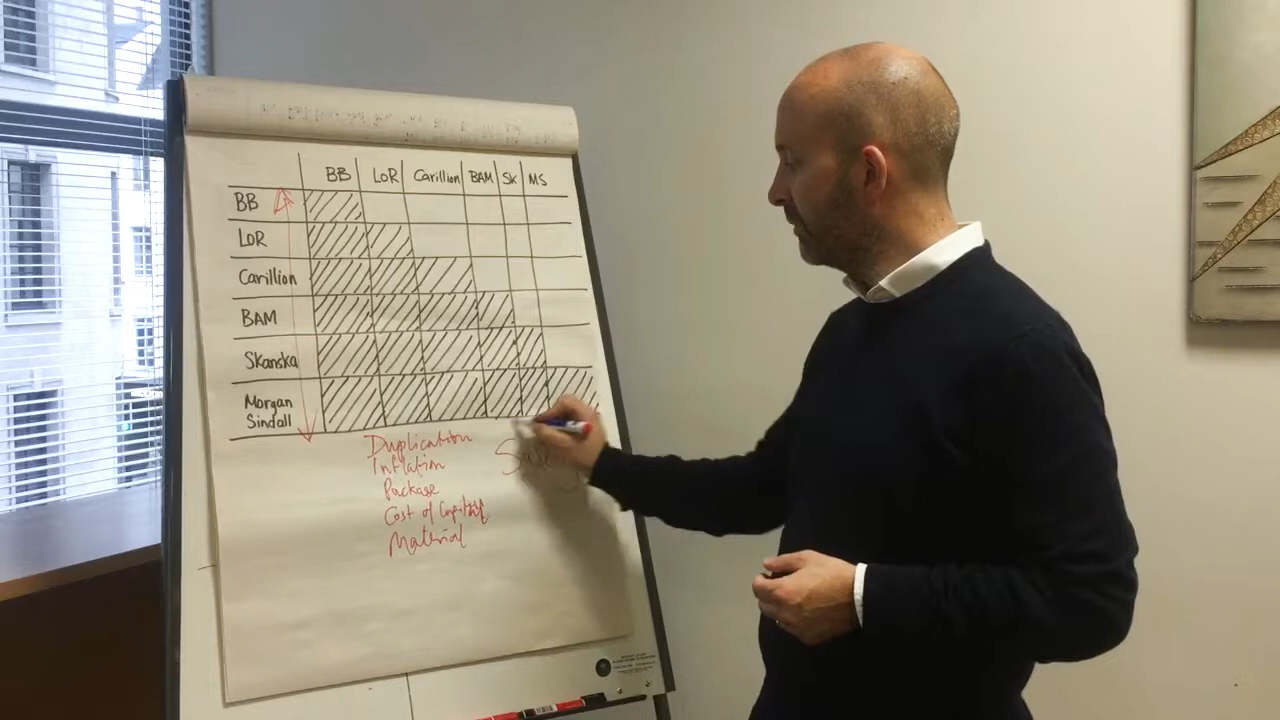 BB LOR Carillion BAM SK MS
BB
LOR
Carillion
BAM
Skanska
Morgan
Sindall
Duplication
Inflation
Package
Cost of Capital
Material